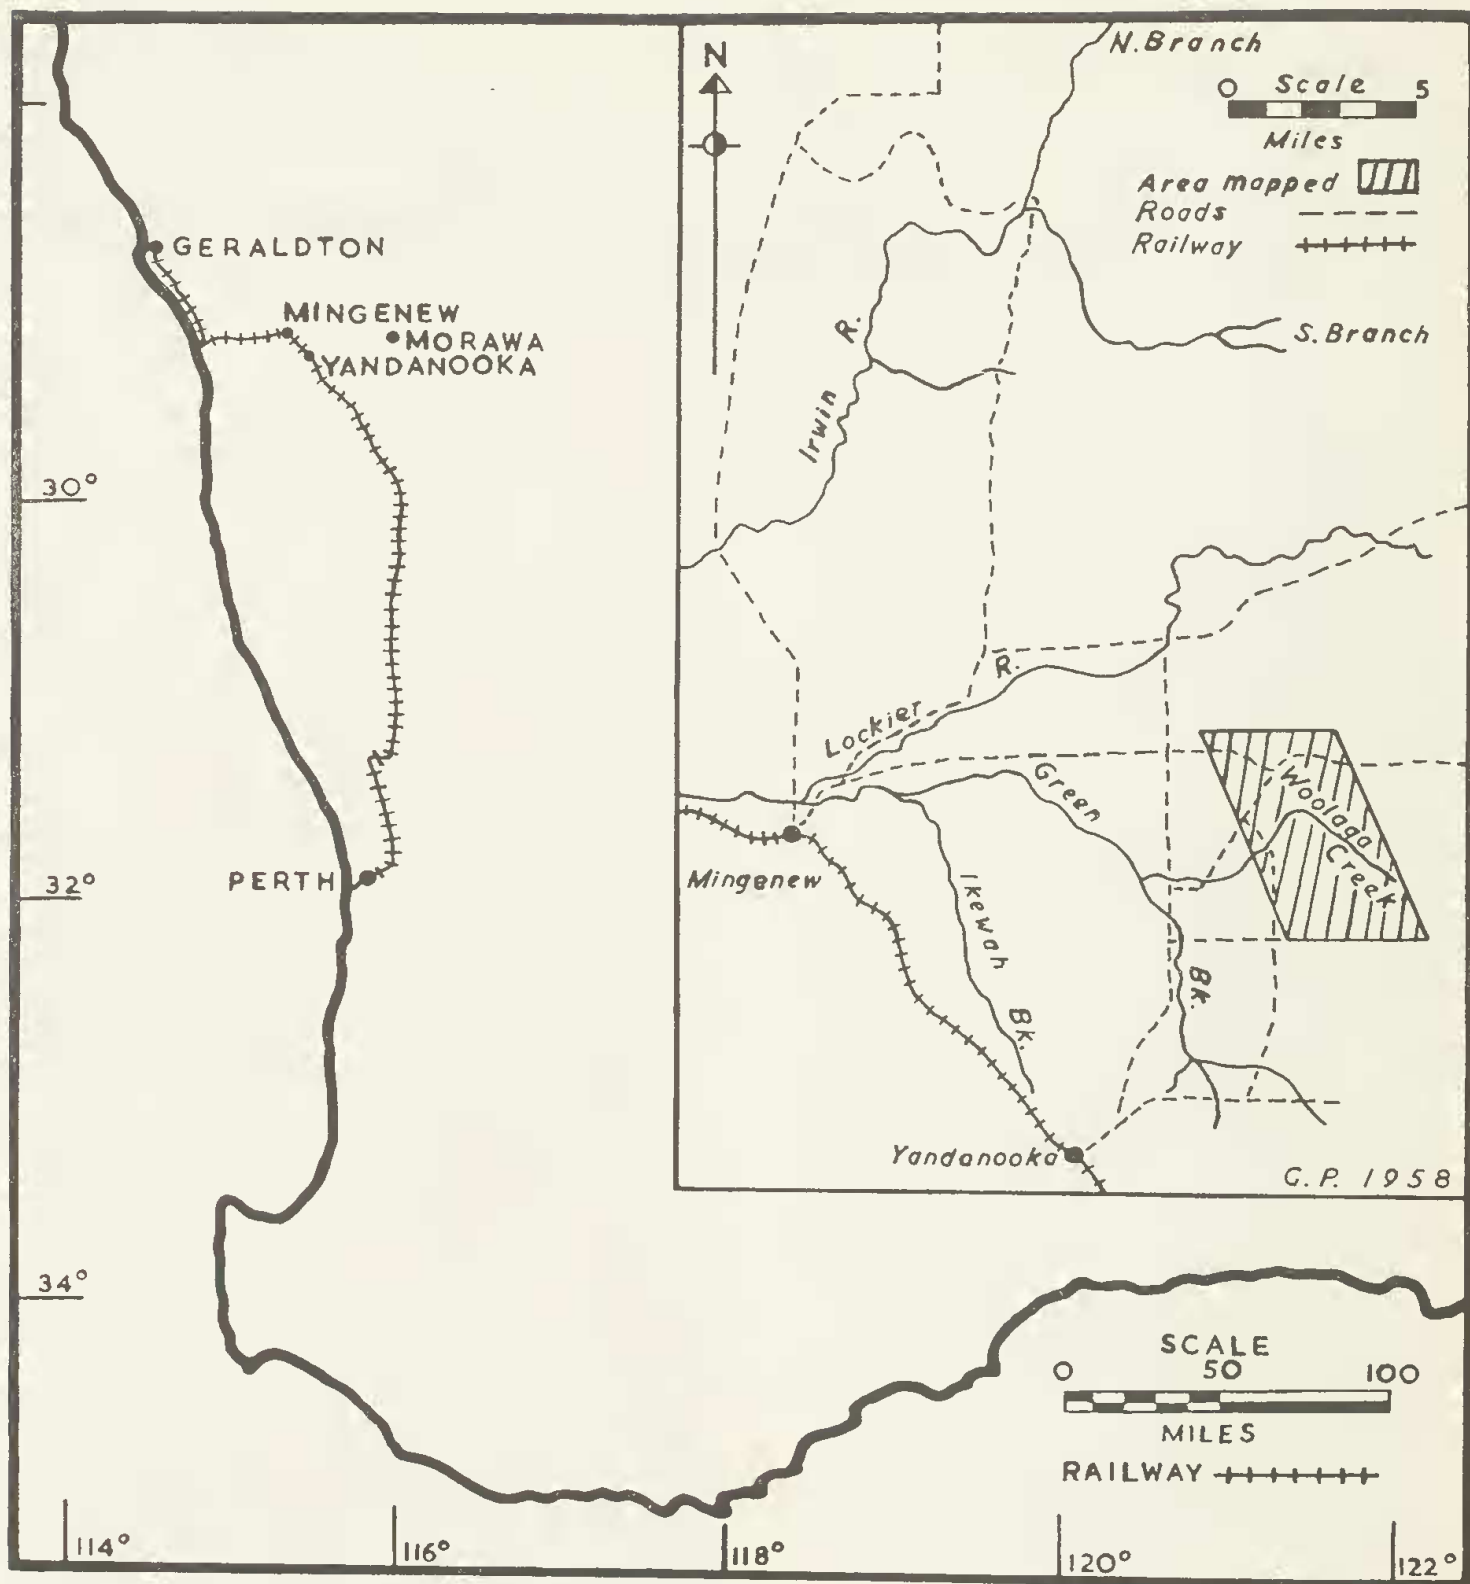 GERALDTON
MINGENEW
MORAWA
YANDANOOKA
30°
PERTH
32°
34°
114°
116°
118°
120°
122°
SCALE
0 50 100
MILES
RAILWAY
N
N. Branch
0 Scale 5
Miles
Area mapped
Roads
Railway
S. Branch
Irwin R.
Lockier R.
Green Bk.
Woolaga Creek
Mingenew
Ikewah Bk.
Yandanooka
G.P. 1958